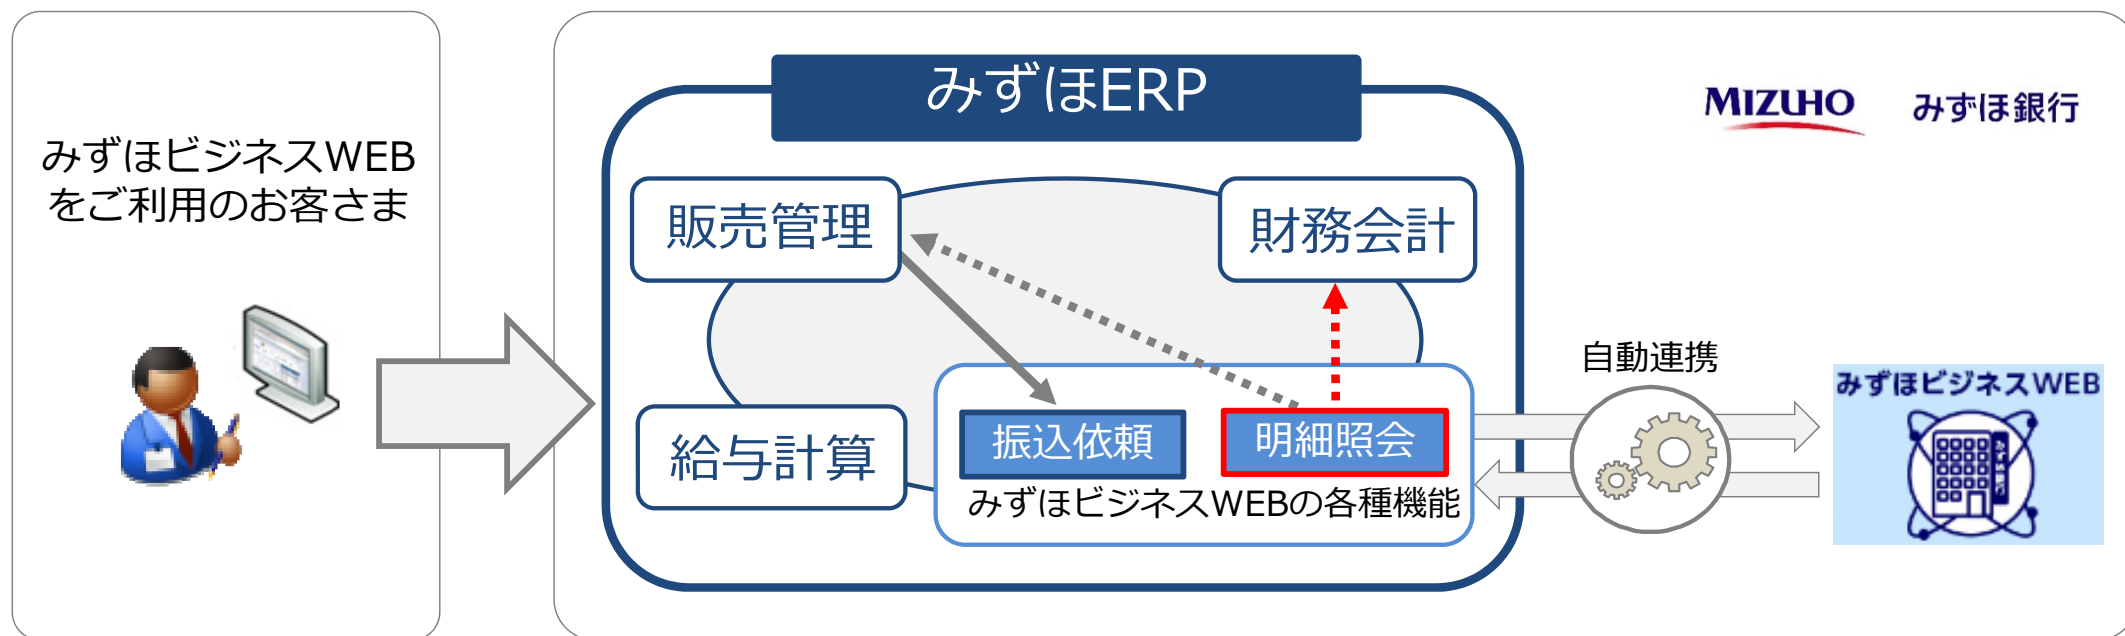 みずほビジネスWEB
をご利用のお客さま
みずほERP
MIZUHO みずほ銀行
販売管理
財務会計
給与計算
振込依頼
明細照会
みずほビジネスWEBの各種機能
自動連携
みずほビジネスWEB